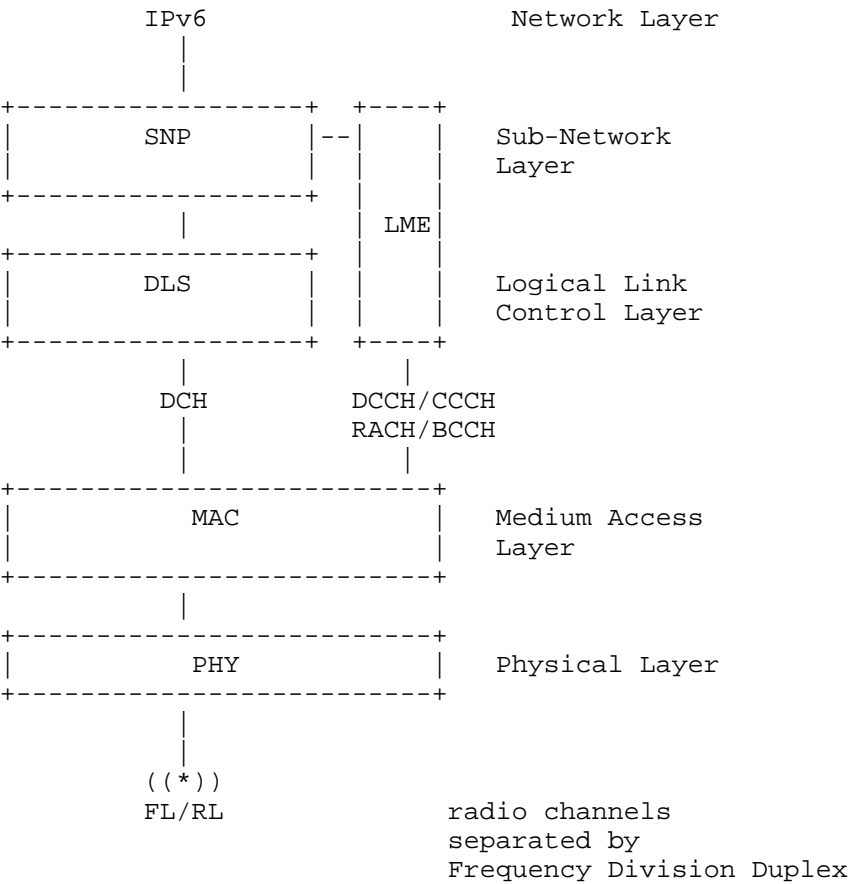 IPv6 Network Layer
SNP Sub-Network
Layer
LME
DLS Logical Link
Control Layer
DCH DCCH/CCCH
RACH/BCCH
MAC Medium Access
Layer
PHY Physical Layer
((*))
FL/RL radio channels
separated by
Frequency Division Duplex